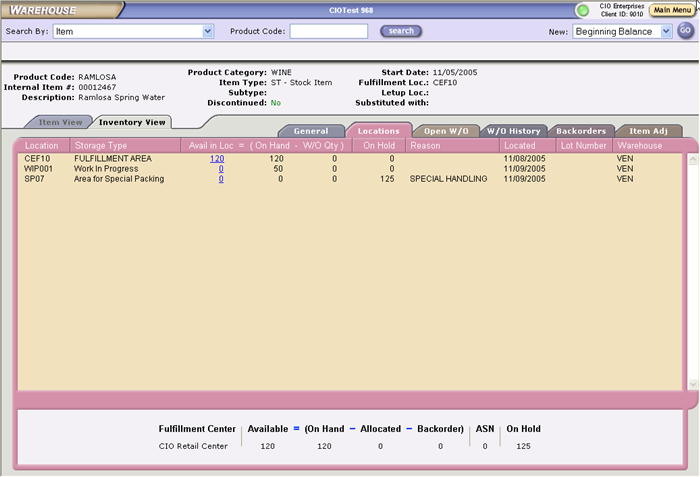 WAREHOUSE CIOTest 968 CIO Enterprises Main Menu
Client ID: 9010
Search By: Item Product Code: search New: Beginning Balance GO
Product Category: WINE Start Date: 11/05/2005
Product Code: RAMLOSA Item Type: ST - Stock Item Fulfillment Loc.: CEF10
Internal Item #: 00012467 Subtype: Letup Loc.:
Description: Ramlosa Spring Water Discontinued: No Substituted with:
Item View Inventory View
General Locations Open W/O W/O History Backorders Item Adj
Location Storage Type Avail in Loc = ( On Hand - W/O Qty ) On Hold Reason Located Lot Number Warehouse
CEF10 FULFILLMENT AREA 120 120 0 0 11/08/2005 VEN
WIP001 Work In Progress 0 50 0 0 11/09/2005 VEN
SP07 Area for Special Packing 0 0 0 125 SPECIAL HANDLING 11/09/2005 VEN
Fulfillment Center Available = (On Hand - Allocated - Backorder) ASN On Hold
CIO Retail Center 120 120 0 0 0 125